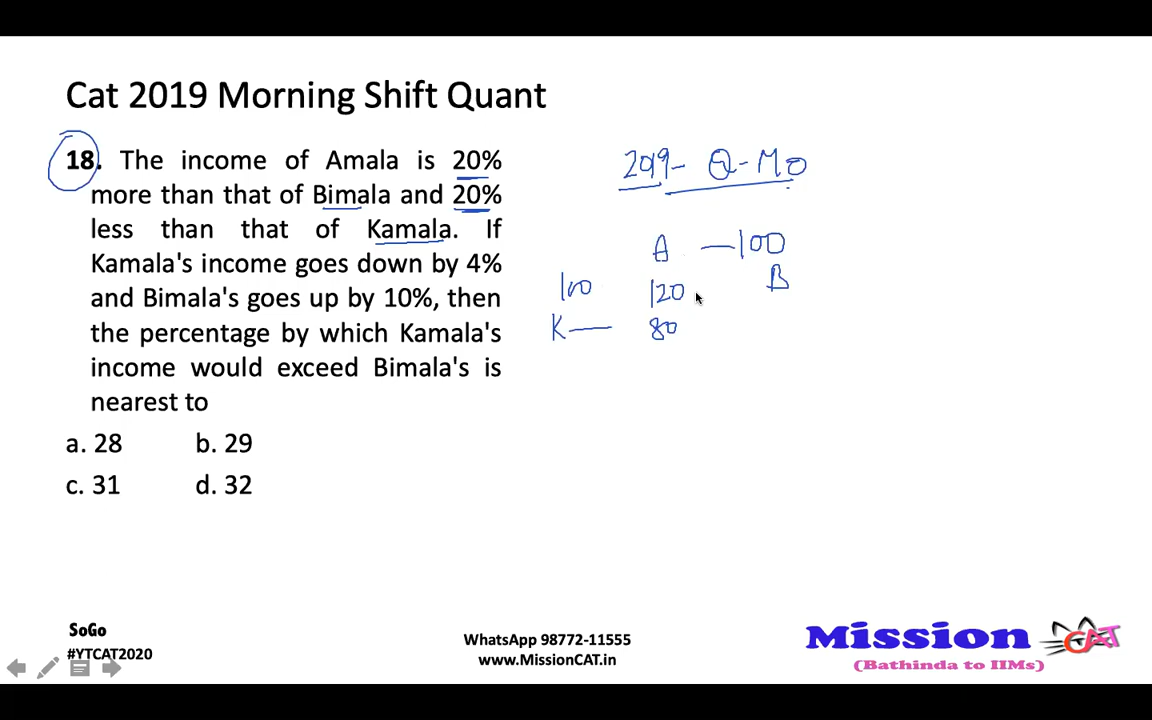 Cat 2019 Morning Shift Quant
18. The income of Amala is 20%
more than that of Bimala and 20%
less than that of Kamala. If
Kamala's income goes down by 4%
and Bimala's goes up by 10%, then
the percentage by which Kamala's
income would exceed Bimala's is
nearest to
a. 28 b. 29
c. 31 d. 32
2019- Q-MO
A —100
100 120 B
K— 80
SoGo
#YTCAT2020
WhatsApp 98772-11555
www.MissionCAT.in
Mission CAT
(Bathinda to IIMs)